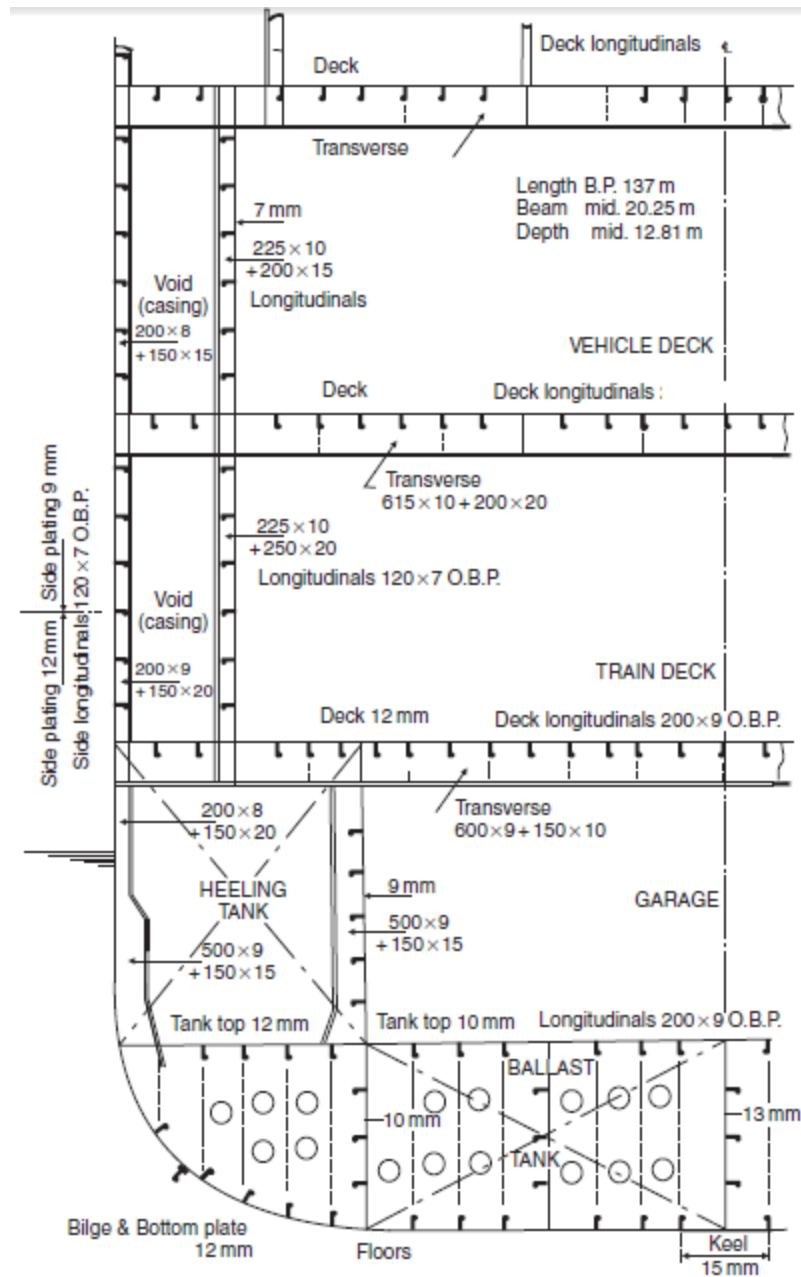 Deck longitudinals
℄
Deck
Transverse
Length B.P. 137 m
Beam mid. 20.25 m
Depth mid. 12.81 m
7 mm
225 × 10
+ 200 × 15
Longitudinals
Void
(casing)
200 × 8
+ 150 × 15
VEHICLE DECK
Deck
Deck longitudinals :
Transverse
615 × 10 + 200 × 20
225 × 10
+ 250 × 20
Longitudinals 120 × 7 O.B.P.
Side plating 9 mm
Side plating 12 mm
Side longitudinals 120 × 7 O.B.P.
Void
(casing)
200 × 9
+ 150 × 20
TRAIN DECK
Deck 12 mm
Deck longitudinals 200 × 9 O.B.P.
200 × 8
+ 150 × 20
Transverse
600 × 9 + 150 × 10
HEELING
TANK
9 mm
GARAGE
500 × 9
+ 150 × 15
500 × 9
+ 150 × 15
Tank top 12 mm
Tank top 10 mm
Longitudinals 200 × 9 O.B.P.
BALLAST
10 mm
13 mm
TANK
Bilge & Bottom plate
12 mm
Floors
Keel
15 mm